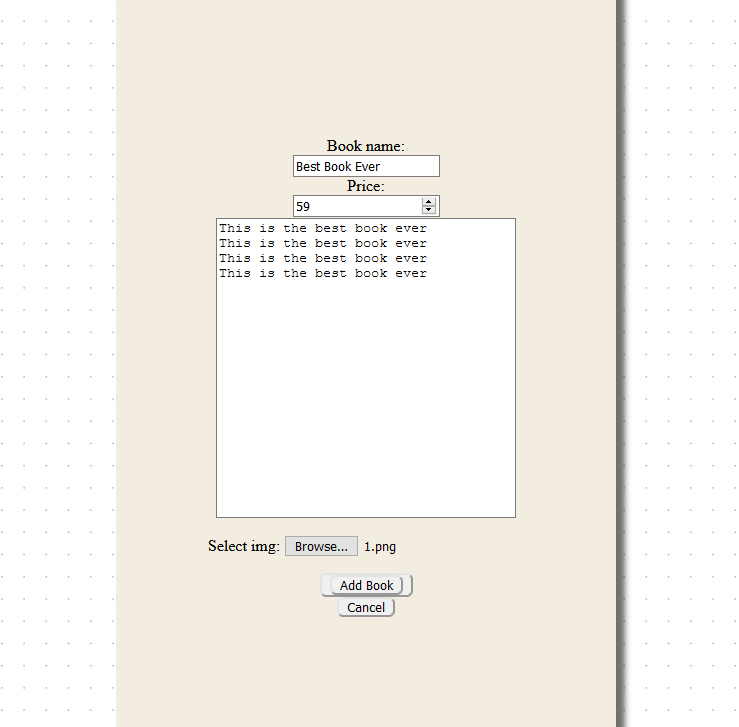 Book name:
Best Book Ever
Price:
59
This is the best book ever
This is the best book ever
This is the best book ever
This is the best book ever
Select img: Browse... 1.png
Add Book
Cancel